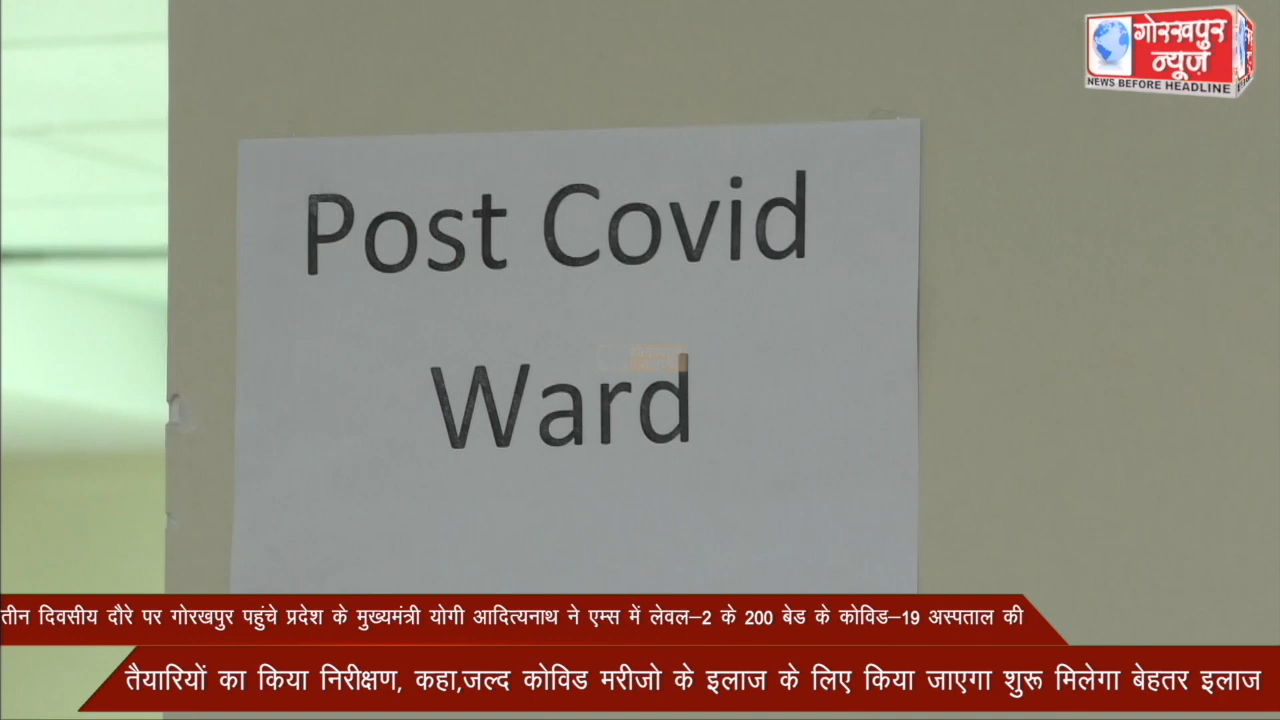 गोरखपुर
न्यूज़
NEWS BEFORE HEADLINE
Post Covid
Ward
तीन दिवसीय दौरे पर गोरखपुर पहुंचे प्रदेश के मुख्यमंत्री योगी आदित्यनाथ ने एम्स में लेवल–2 के 200 बेड के कोविड–19 अस्पताल की
तैयारियों का किया निरीक्षण, कहा,जल्द कोविड मरीजो के इलाज के लिए किया जाएगा शुरू मिलेगा बेहतर इलाज